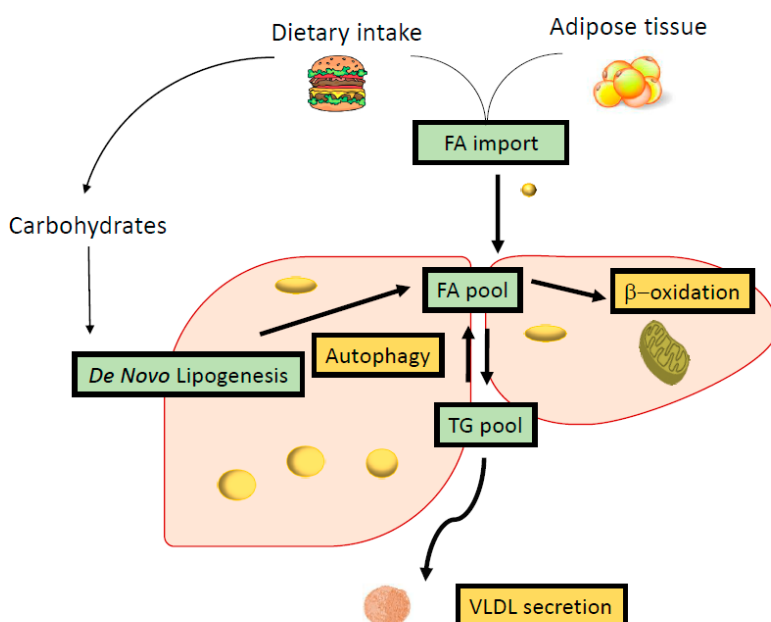 Dietary intake
Adipose tissue
FA import
Carbohydrates
FA pool
β–oxidation
Autophagy
De Novo Lipogenesis
TG pool
VLDL secretion